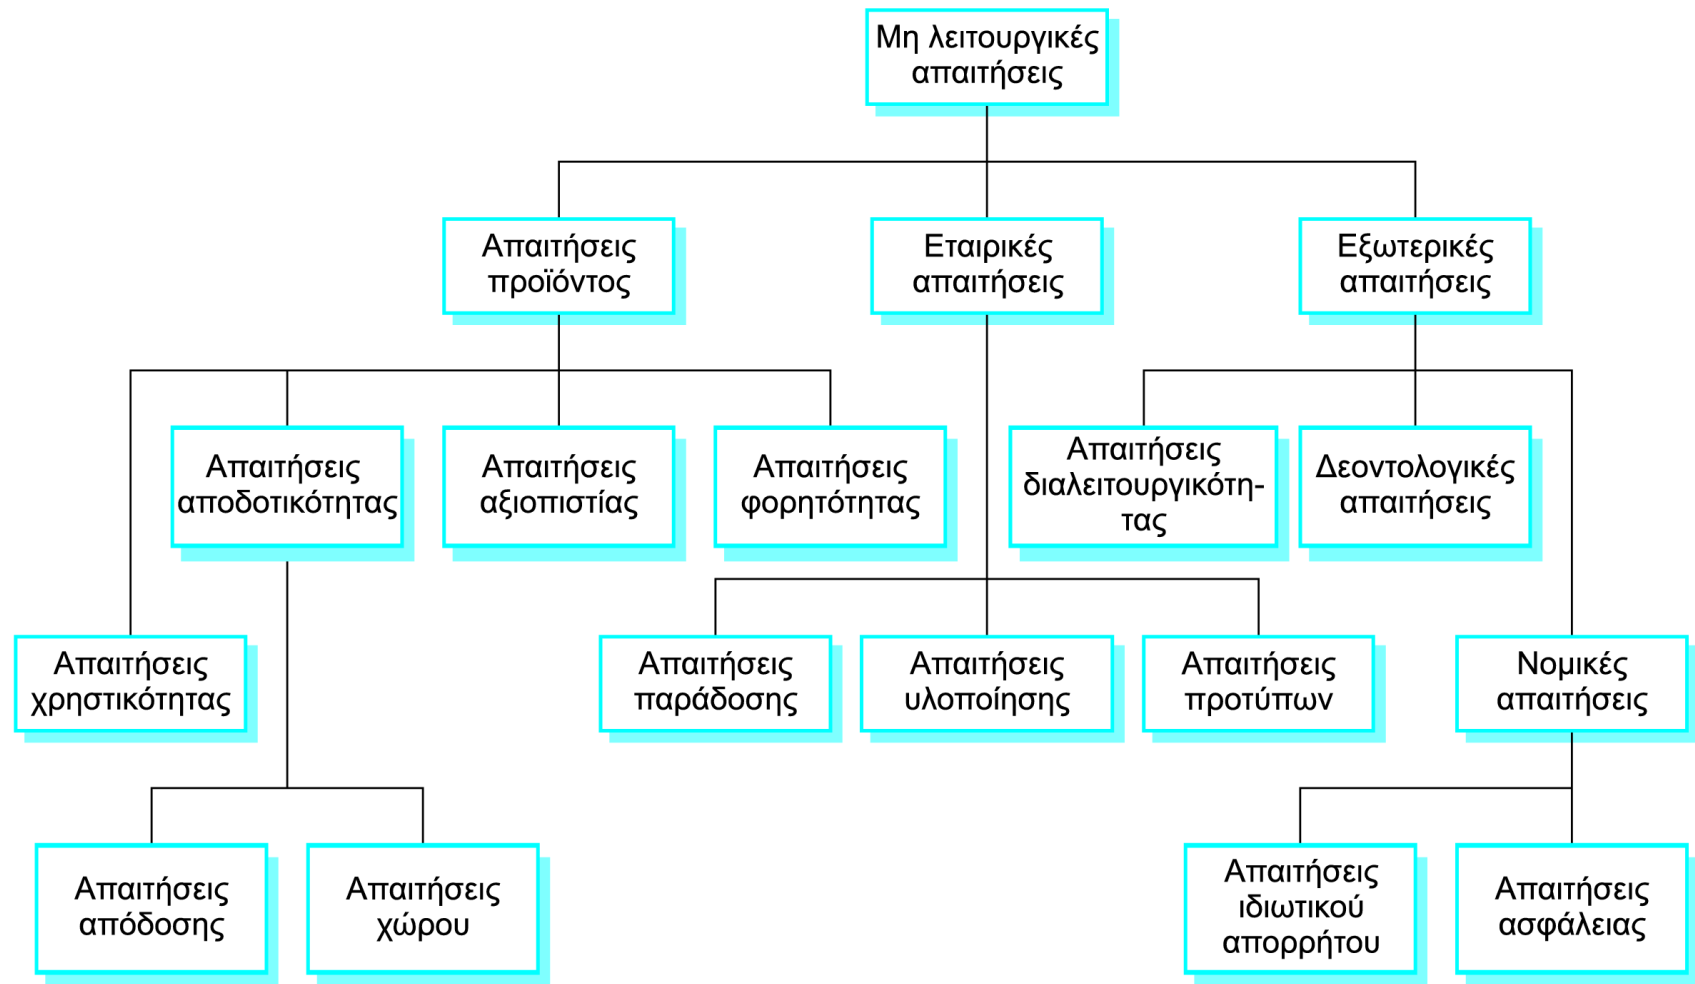 Μη λειτουργικές
απαιτήσεις
Απαιτήσεις
προϊόντος
Εταιρικές
απαιτήσεις
Εξωτερικές
απαιτήσεις
Απαιτήσεις
αποδοτικότητας
Απαιτήσεις
αξιοπιστίας
Απαιτήσεις
φορητότητας
Απαιτήσεις
διαλειτουργικότη-
τας
Δεοντολογικές
απαιτήσεις
Απαιτήσεις
χρηστικότητας
Απαιτήσεις
παράδοσης
Απαιτήσεις
υλοποίησης
Απαιτήσεις
προτύπων
Νομικές
απαιτήσεις
Απαιτήσεις
απόδοσης
Απαιτήσεις
χώρου
Απαιτήσεις
ιδιωτικού
απορρήτου
Απαιτήσεις
ασφάλειας